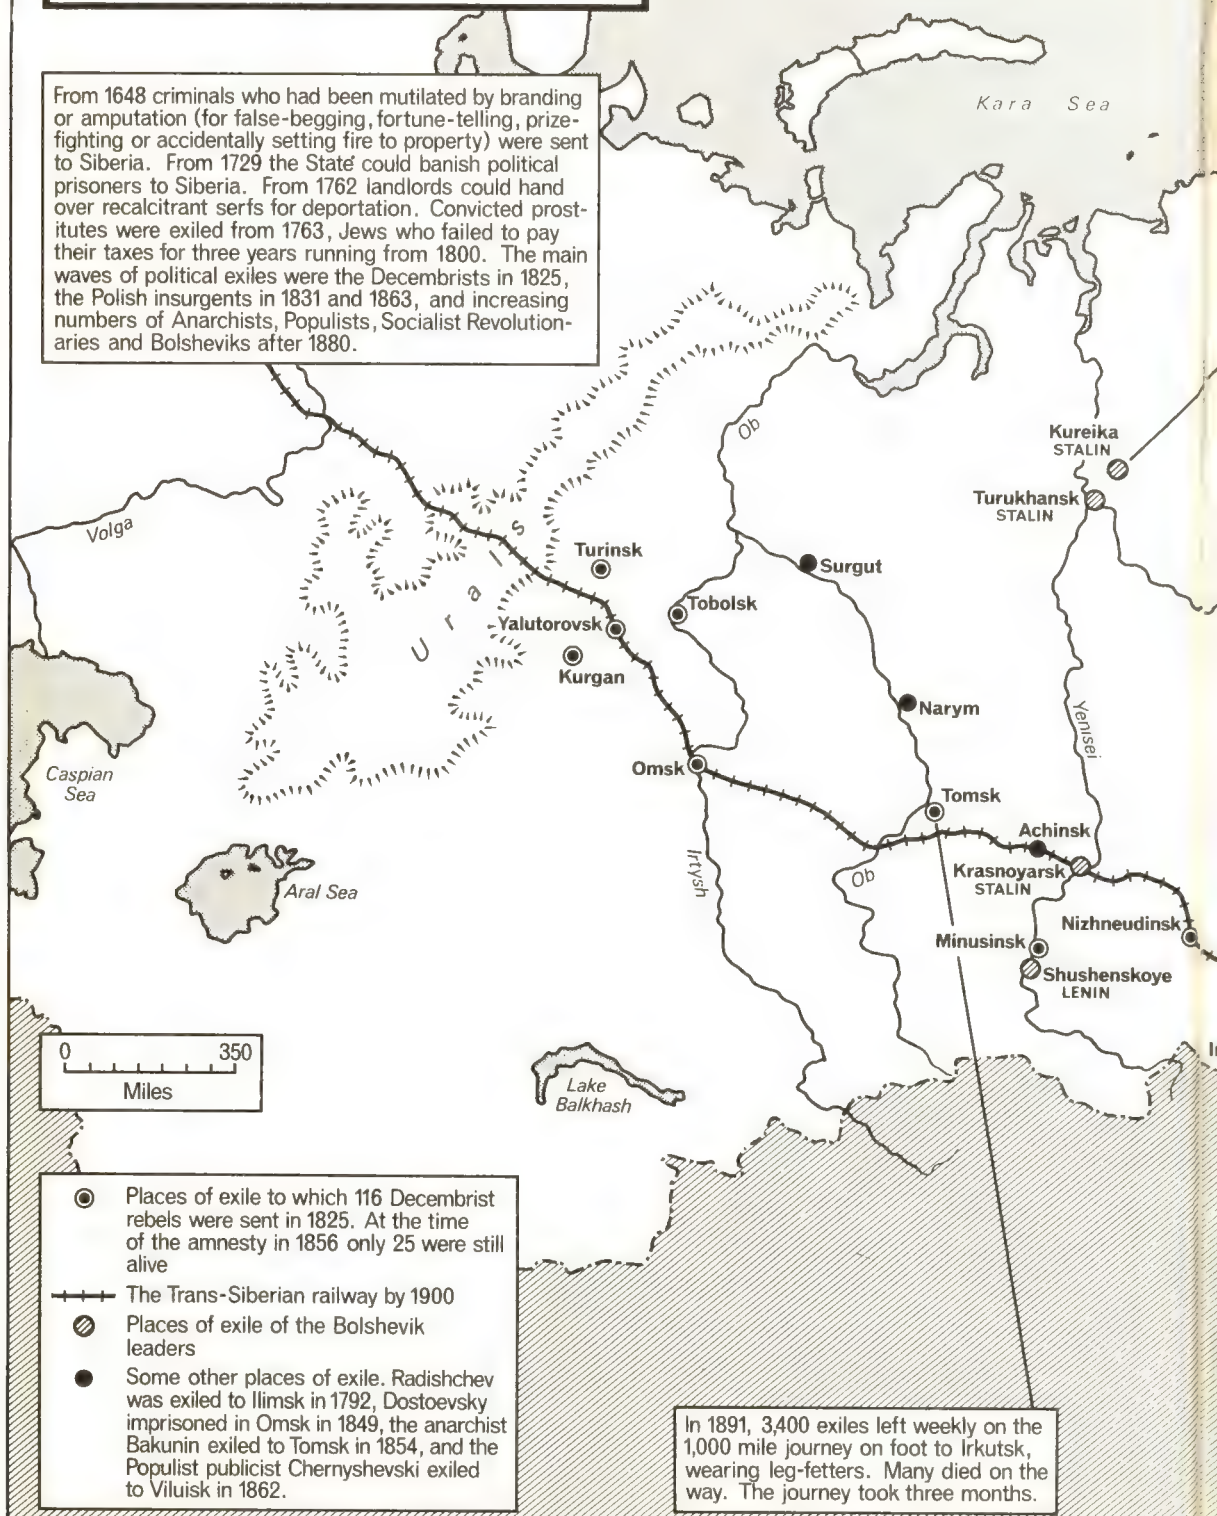 From 1648 criminals who had been mutilated by branding
or amputation (for false-begging, fortune-telling, prize-
fighting or accidentally setting fire to property) were sent
to Siberia. From 1729 the State could banish political
prisoners to Siberia. From 1762 landlords could hand
over recalcitrant serfs for deportation. Convicted prost-
itutes were exiled from 1763, Jews who failed to pay
their taxes for three years running from 1800. The main
waves of political exiles were the Decembrists in 1825,
the Polish insurgents in 1831 and 1863, and increasing
numbers of Anarchists, Populists, Socialist Revolution-
aries and Bolsheviks after 1880.
Kara Sea
Ob
Kureika
STALIN
Turukhansk
STALIN
Volga
Urals
Turinsk
Surgut
Tobolsk
Yalutorovsk
Kurgan
Narym
Yenisei
Caspian
Sea
Omsk
Tomsk
Achinsk
Irtysh
Aral Sea
Ob
Krasnoyarsk
STALIN
Nizhneudinsk
Minusinsk
Shushenskoye
LENIN
0 350
Miles
Lake
Balkhash
Places of exile to which 116 Decembrist
rebels were sent in 1825. At the time
of the amnesty in 1856 only 25 were still
alive
The Trans-Siberian railway by 1900
Places of exile of the Bolshevik
leaders
Some other places of exile. Radishchev
was exiled to Ilimsk in 1792, Dostoevsky
imprisoned in Omsk in 1849, the anarchist
Bakunin exiled to Tomsk in 1854, and the
Populist publicist Chernyshevski exiled
to Viluisk in 1862.
In 1891, 3,400 exiles left weekly on the
1,000 mile journey on foot to Irkutsk,
wearing leg-fetters. Many died on the
way. The journey took three months.